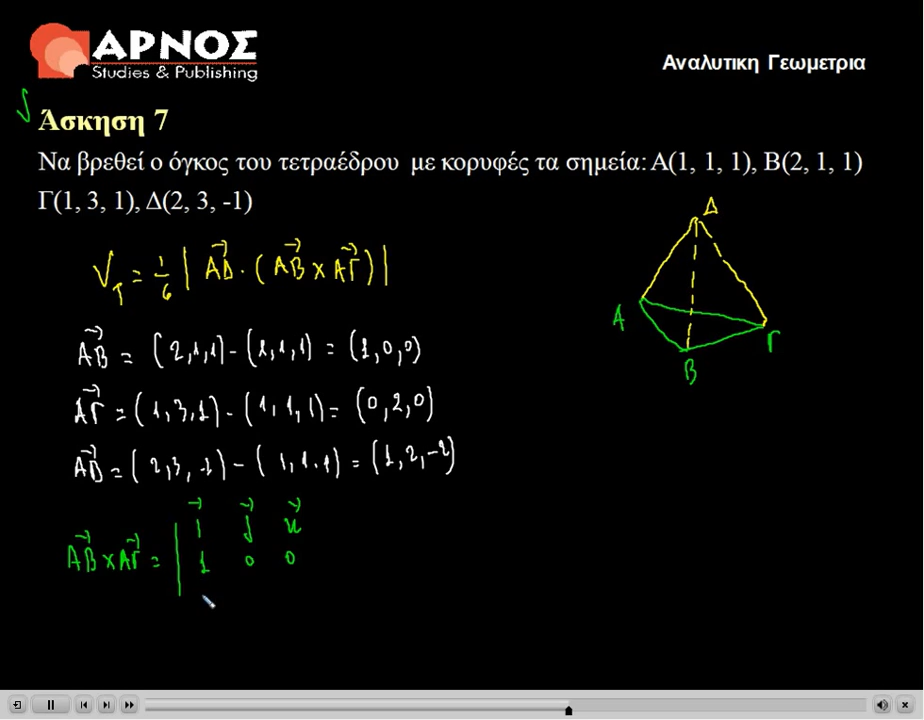 ΑΡΝΟΣ
Studies & Publishing
Αναλυτικη Γεωμετρια
Άσκηση 7
Να βρεθεί ο όγκος του τετραέδρου με κορυφές τα σημεία: Α(1, 1, 1), Β(2, 1, 1)
Γ(1, 3, 1), Δ(2, 3, -1)
V_T = 1/6 | ΑΔ · (ΑΒ × ΑΓ) |
ΑΒ = (2,1,1) - (1,1,1) = (1,0,0)
ΑΓ = (1,3,1) - (1,1,1) = (0,2,0)
ΑΔ = (2,3,-1) - (1,1,1) = (1,2,-2)
i j κ
ΑΒ × ΑΓ = | 1 0 0
Δ
Α
Β
Γ